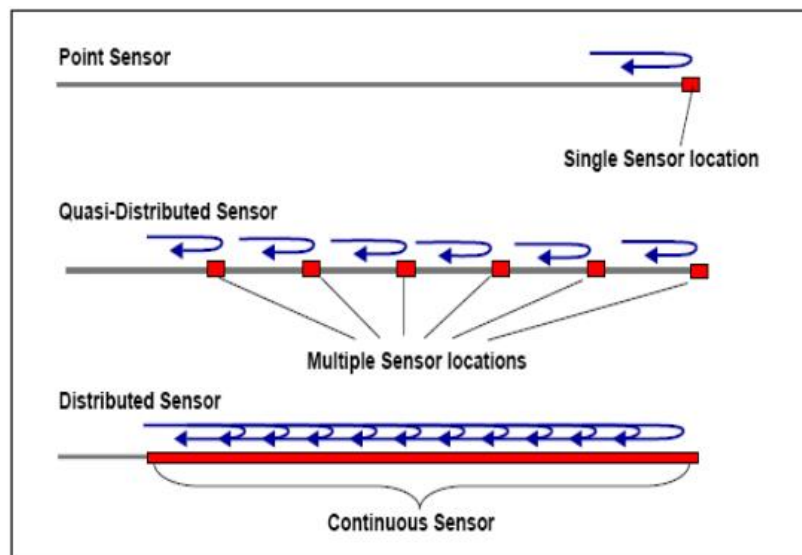 Point Sensor
Single Sensor location
Quasi-Distributed Sensor
Multiple Sensor locations
Distributed Sensor
Continuous Sensor